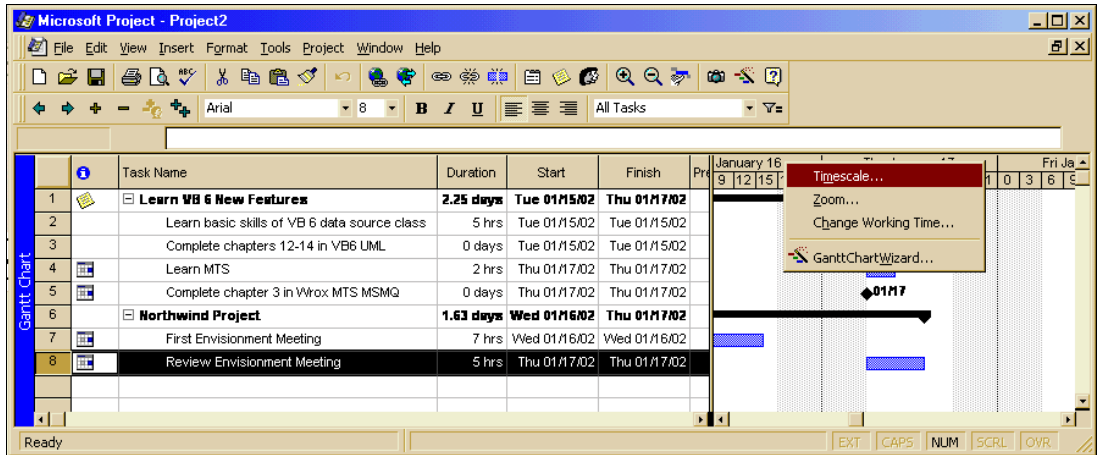 Microsoft Project - Project2
File Edit View Insert Format Tools Project Window Help
ABC
Arial 8 B I U All Tasks
Task Name Duration Start Finish Pre January 16 Fri Ja
9 12 15 0 3 6 9
Timescale...
Zoom...
Change Working Time...
GanttChartWizard...
1 Learn VB 6 New Features 2.25 days Tue 01/15/02 Thu 01/17/02
2 Learn basic skills of VB 6 data source class 5 hrs Tue 01/15/02 Tue 01/15/02
3 Complete chapters 12-14 in VB6 UML 0 days Tue 01/15/02 Tue 01/15/02
4 Learn MTS 2 hrs Thu 01/17/02 Thu 01/17/02
5 Complete chapter 3 in Wrox MTS MSMQ 0 days Thu 01/17/02 Thu 01/17/02 01/17
6 Northwind Project 1.63 days Wed 01/16/02 Thu 01/17/02
7 First Envisionment Meeting 7 hrs Wed 01/16/02 Wed 01/16/02
8 Review Envisionment Meeting 5 hrs Thu 01/17/02 Thu 01/17/02
Gantt Chart
Ready EXT CAPS NUM SCRL OVR